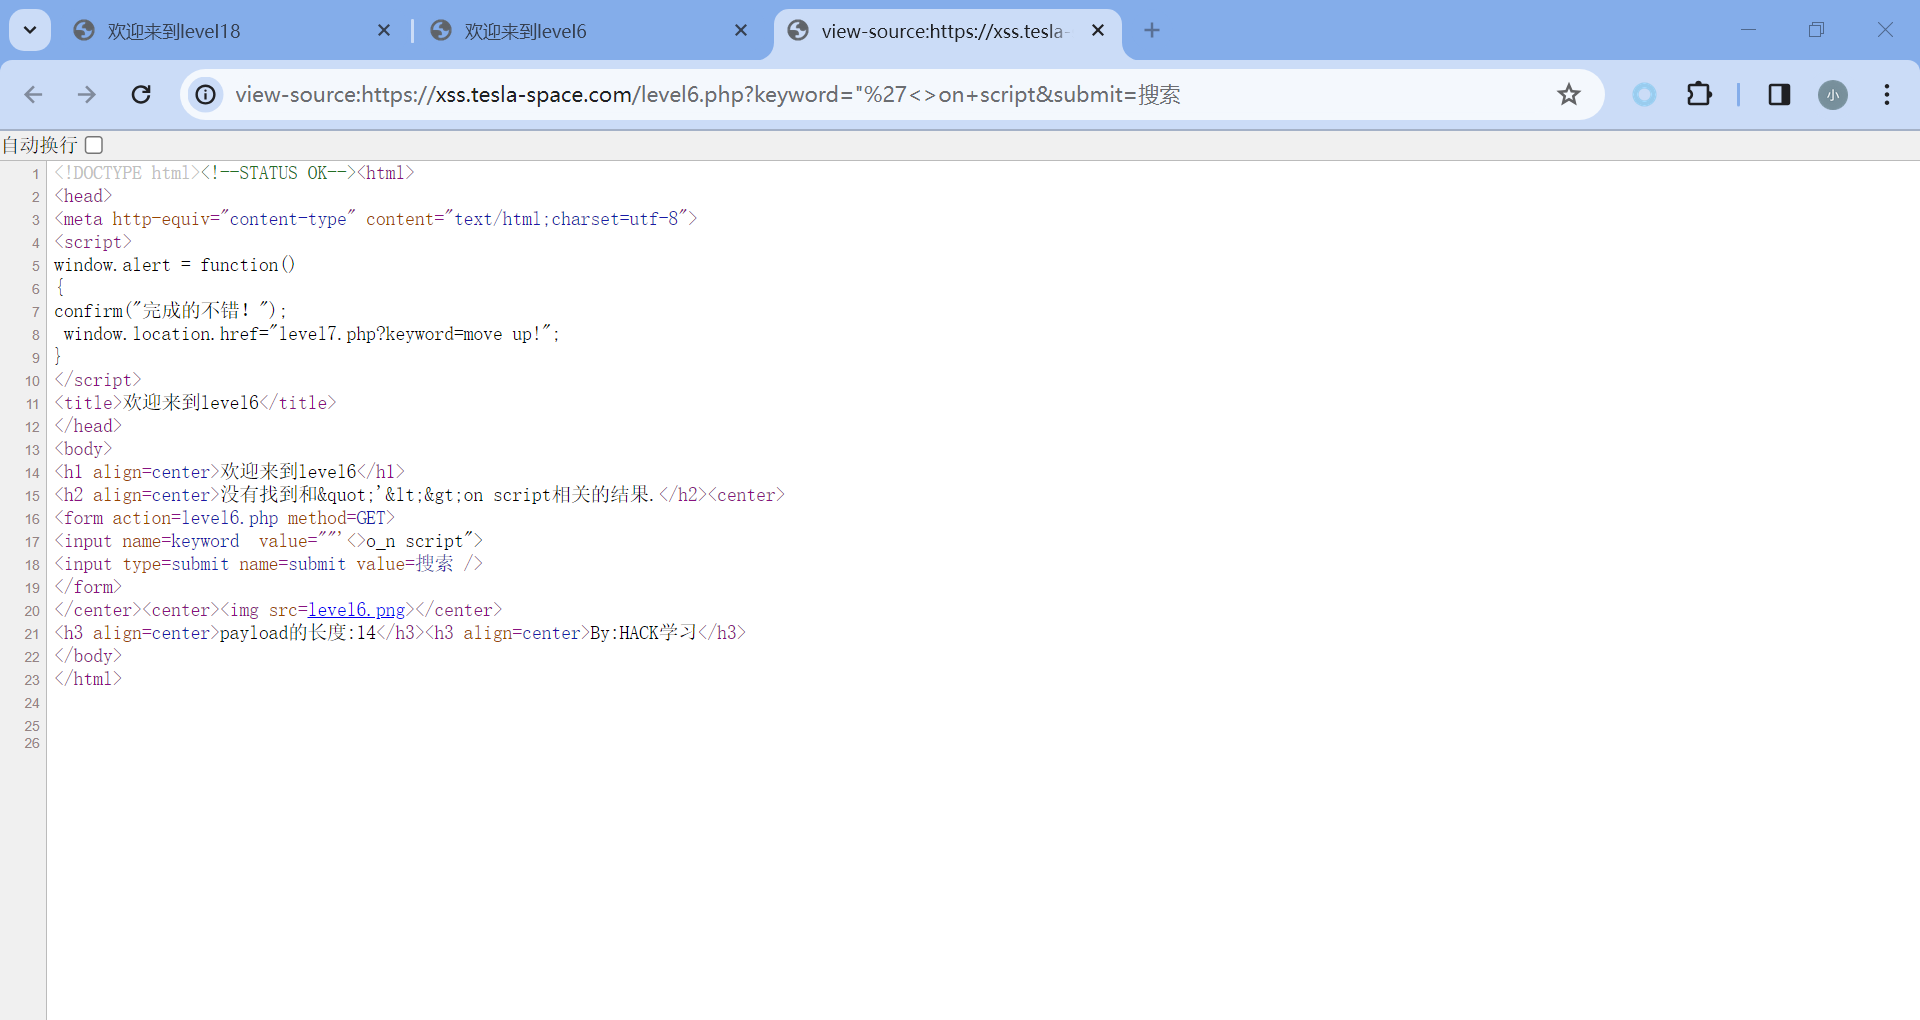 欢迎来到level18
欢迎来到level6
view-source:https://xss.tesla-
view-source:https://xss.tesla-space.com/level6.php?keyword="%27<>on+script&submit=搜索
小
自动换行
1 <!DOCTYPE html><!--STATUS OK--><html>
2 <head>
3 <meta http-equiv="content-type" content="text/html;charset=utf-8">
4 <script>
5 window.alert = function()
6 {
7 confirm("完成的不错！");
8  window.location.href="level7.php?keyword=move up!";
9 }
10 </script>
11 <title>欢迎来到level6</title>
12 </head>
13 <body>
14 <h1 align=center>欢迎来到level6</h1>
15 <h2 align=center>没有找到和&quot;'&lt;&gt;on script相关的结果.</h2><center>
16 <form action=level6.php method=GET>
17 <input name=keyword  value=""'<>o_n script">
18 <input type=submit name=submit value=搜索 />
19 </form>
20 </center><center><img src=level6.png></center>
21 <h3 align=center>payload的长度:14</h3><h3 align=center>By:HACK学习</h3>
22 </body>
23 </html>
24
25
26